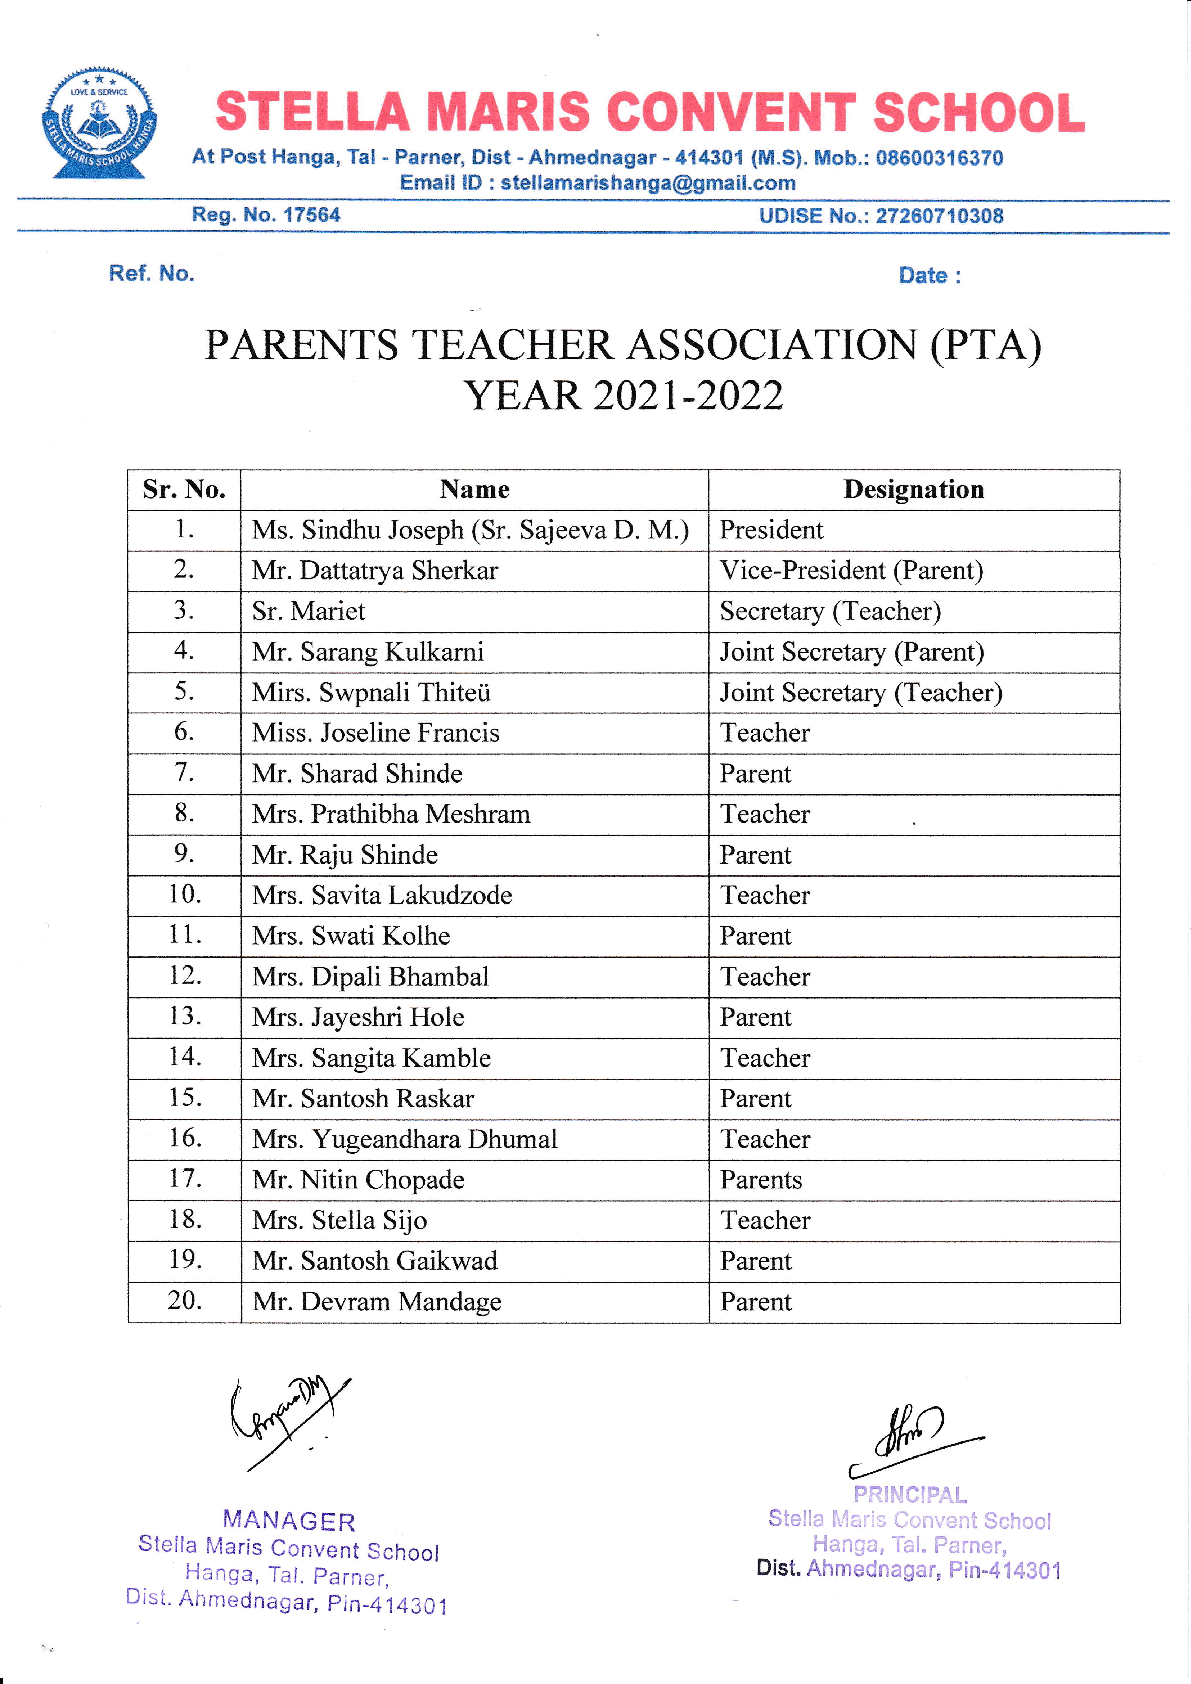 LOVE & SERVICE
STELLA MARIS SCHOOL, HANGA
STELLA MARIS CONVENT SCHOOL
At Post Hanga, Tal - Parner, Dist - Ahmednagar - 414301 (M.S). Mob.: 08600316370
Email ID : stellamarishanga@gmail.com
Reg. No. 17564 UDISE No.: 27260710308
Ref. No. Date :
PARENTS TEACHER ASSOCIATION (PTA)
YEAR 2021-2022
Sr. No. Name Designation
1. Ms. Sindhu Joseph (Sr. Sajeeva D. M.) President
2. Mr. Dattatrya Sherkar Vice-President (Parent)
3. Sr. Mariet Secretary (Teacher)
4. Mr. Sarang Kulkarni Joint Secretary (Parent)
5. Mirs. Swpnali Thiteü Joint Secretary (Teacher)
6. Miss. Joseline Francis Teacher
7. Mr. Sharad Shinde Parent
8. Mrs. Prathibha Meshram Teacher
9. Mr. Raju Shinde Parent
10. Mrs. Savita Lakudzode Teacher
11. Mrs. Swati Kolhe Parent
12. Mrs. Dipali Bhambal Teacher
13. Mrs. Jayeshri Hole Parent
14. Mrs. Sangita Kamble Teacher
15. Mr. Santosh Raskar Parent
16. Mrs. Yugeandhara Dhumal Teacher
17. Mr. Nitin Chopade Parents
18. Mrs. Stella Sijo Teacher
19. Mr. Santosh Gaikwad Parent
20. Mr. Devram Mandage Parent
MANAGER
Stella Maris Convent School
Hanga, Tal. Parner,
Dist. Ahmednagar, Pin-414301
PRINCIPAL
Stella Maris Convent School
Hanga, Tal. Parner,
Dist. Ahmednagar, Pin-414301